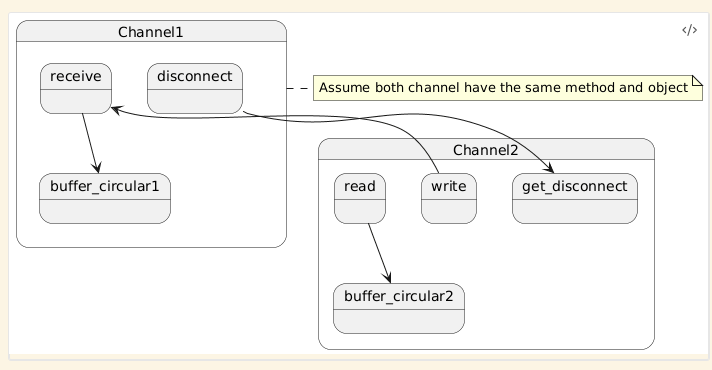 Channel1
receive
disconnect
Assume both channel have the same method and object
buffer_circular1
Channel2
read
write
get_disconnect
buffer_circular2